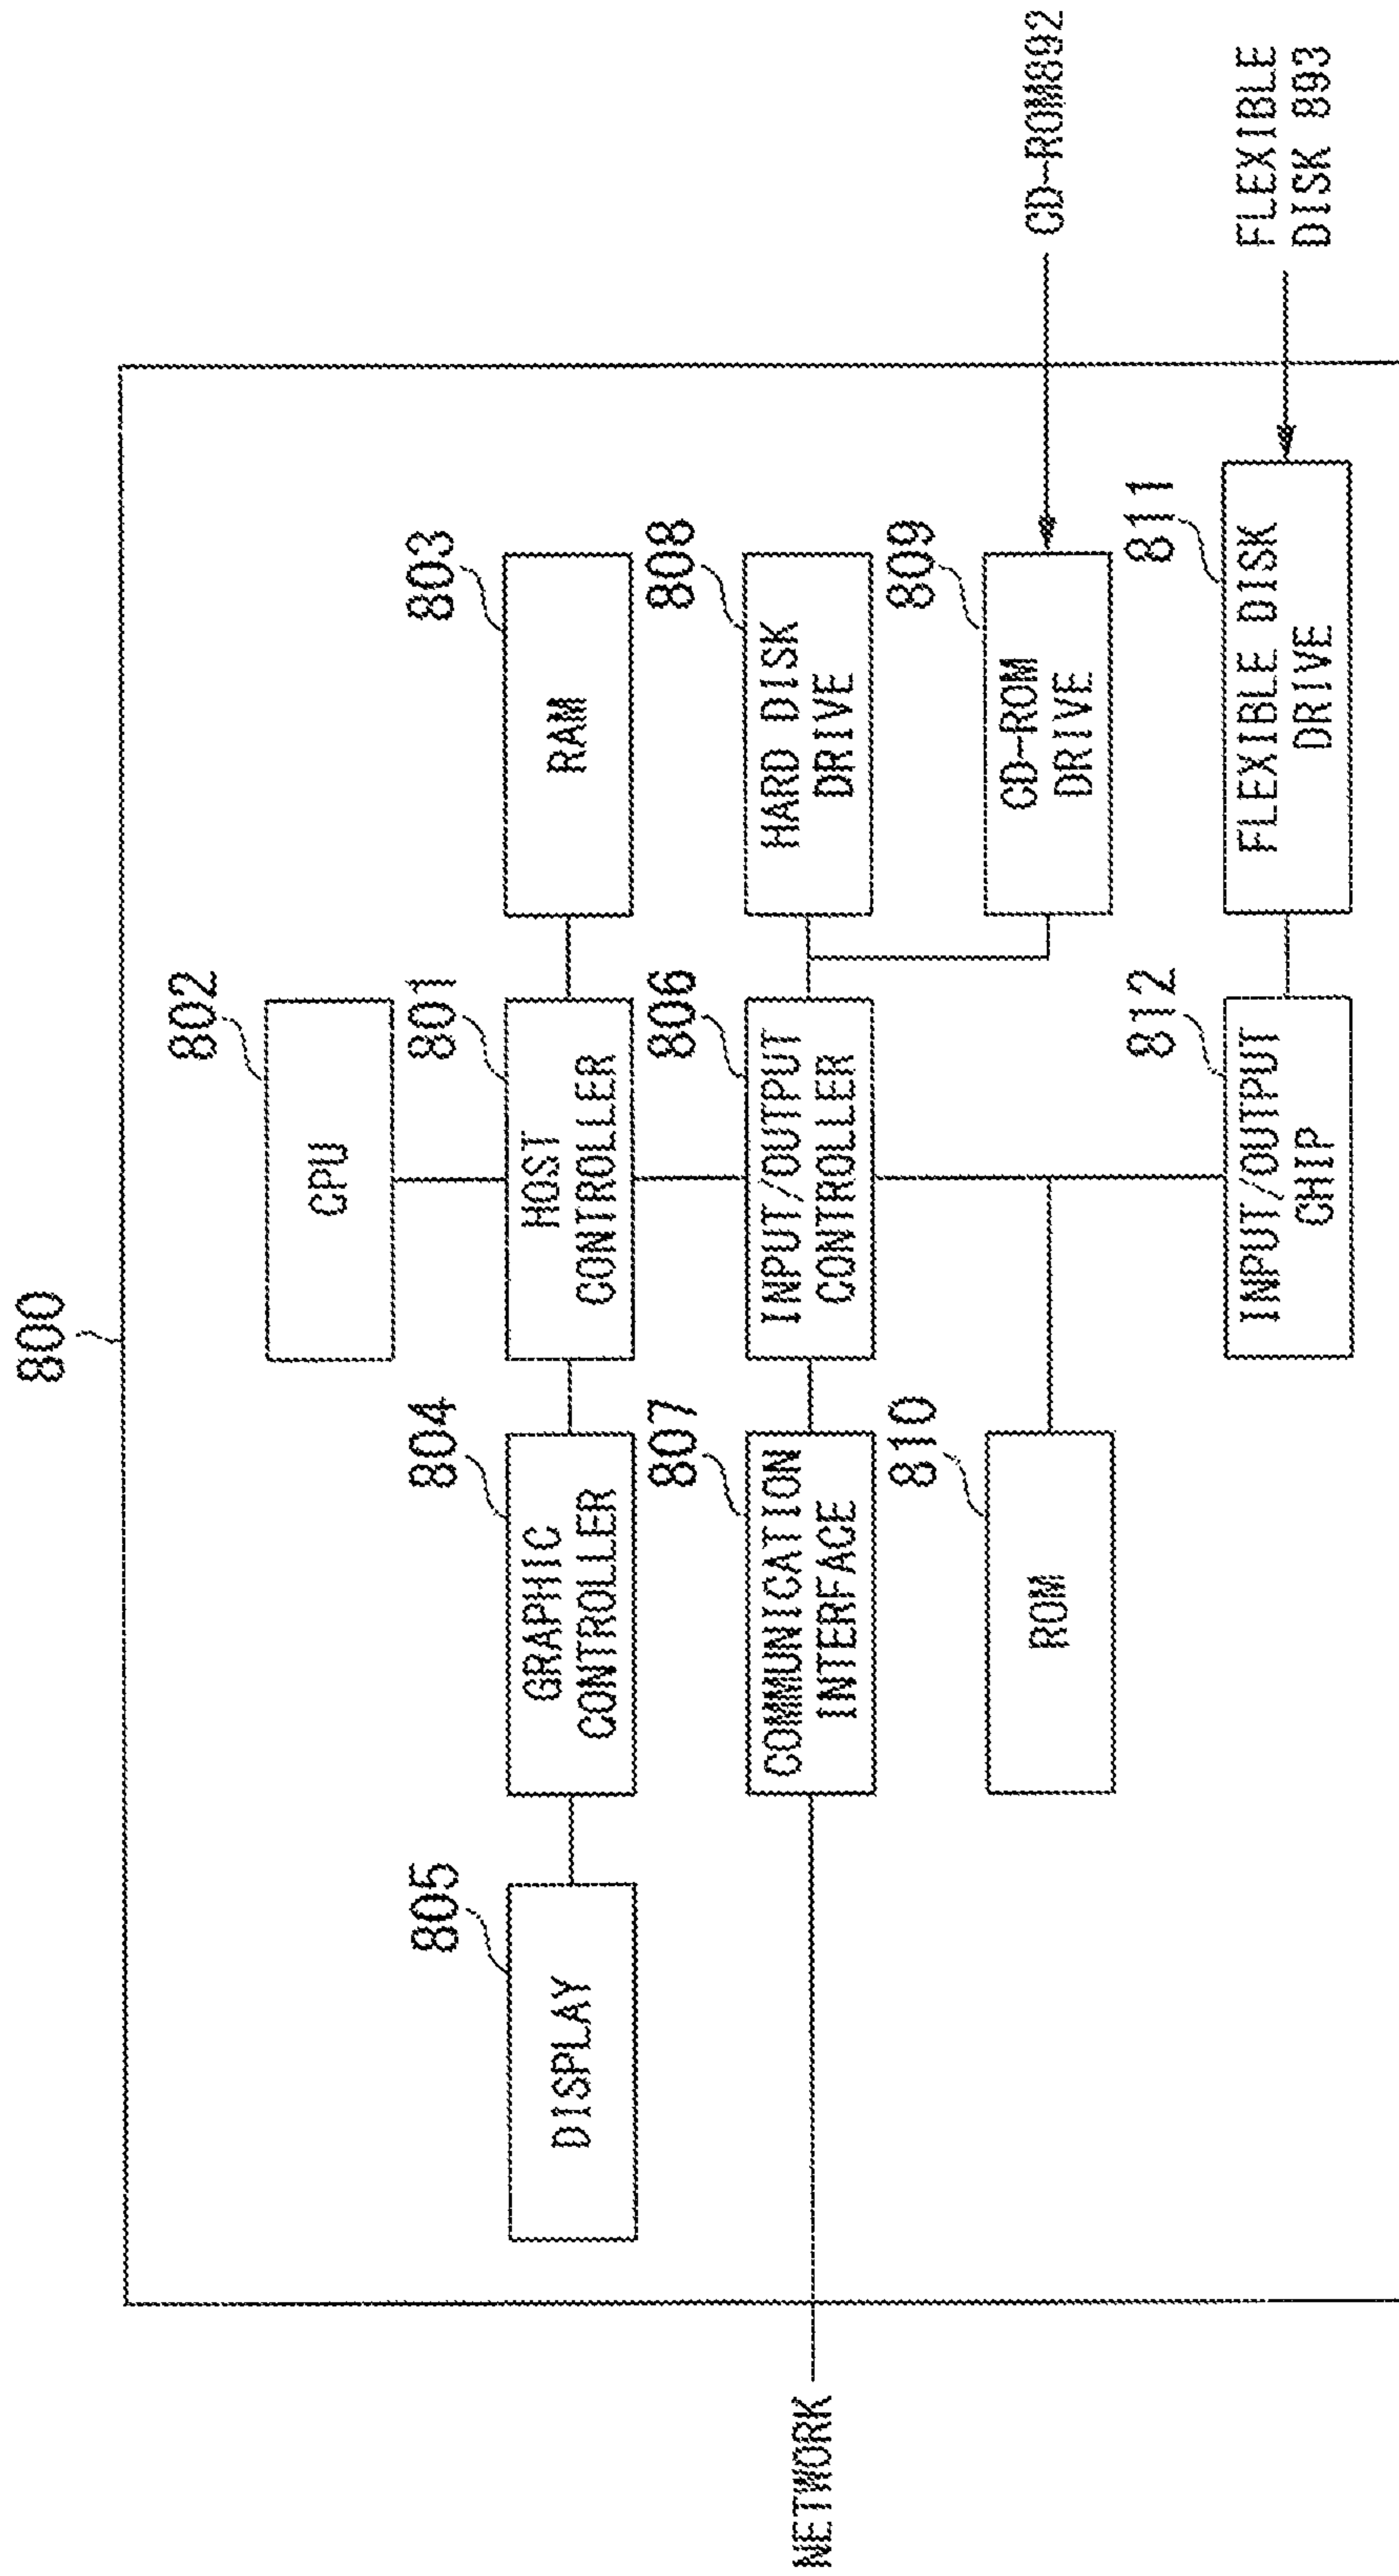 800
802
CPU
804
801
803
805
GRAPHIC
CONTROLLER
HOST
CONTROLLER
RAM
DISPLAY
807
806
808
NETWORK
COMMUNICATION
INTERFACE
INPUT/OUTPUT
CONTROLLER
HARD DISK
DRIVE
810
809
ROM
CD-ROM
DRIVE
CD-ROM892
812
811
INPUT/OUTPUT
CHIP
FLEXIBLE DISK
DRIVE
FLEXIBLE
DISK 893